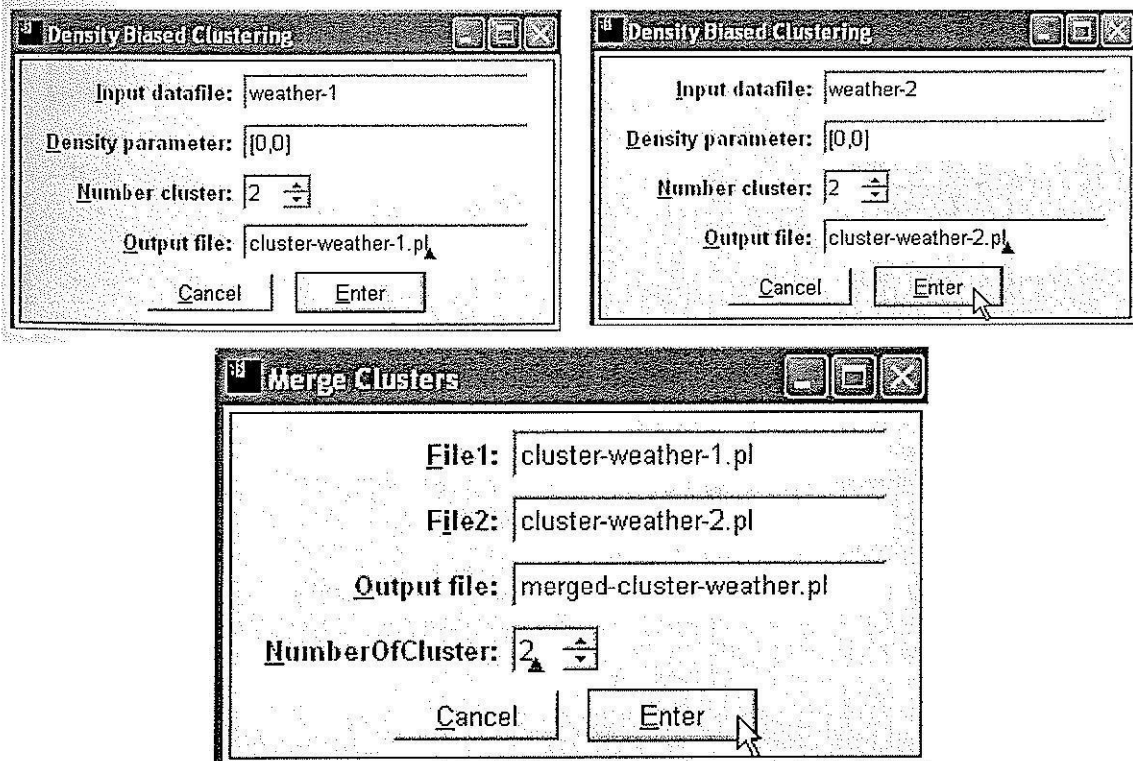 Density Biased Clustering
Input datafile: weather-1
Density parameter: [0,0]
Number cluster: 2
Output file: cluster-weather-1.pl
Cancel Enter
Density Biased Clustering
Input datafile: weather-2
Density parameter: [0,0]
Number cluster: 2
Output file: cluster-weather-2.pl
Cancel Enter
Merge Clusters
File1: cluster-weather-1.pl
File2: cluster-weather-2.pl
Output file: merged-cluster-weather.pl
NumberOfCluster: 2
Cancel Enter